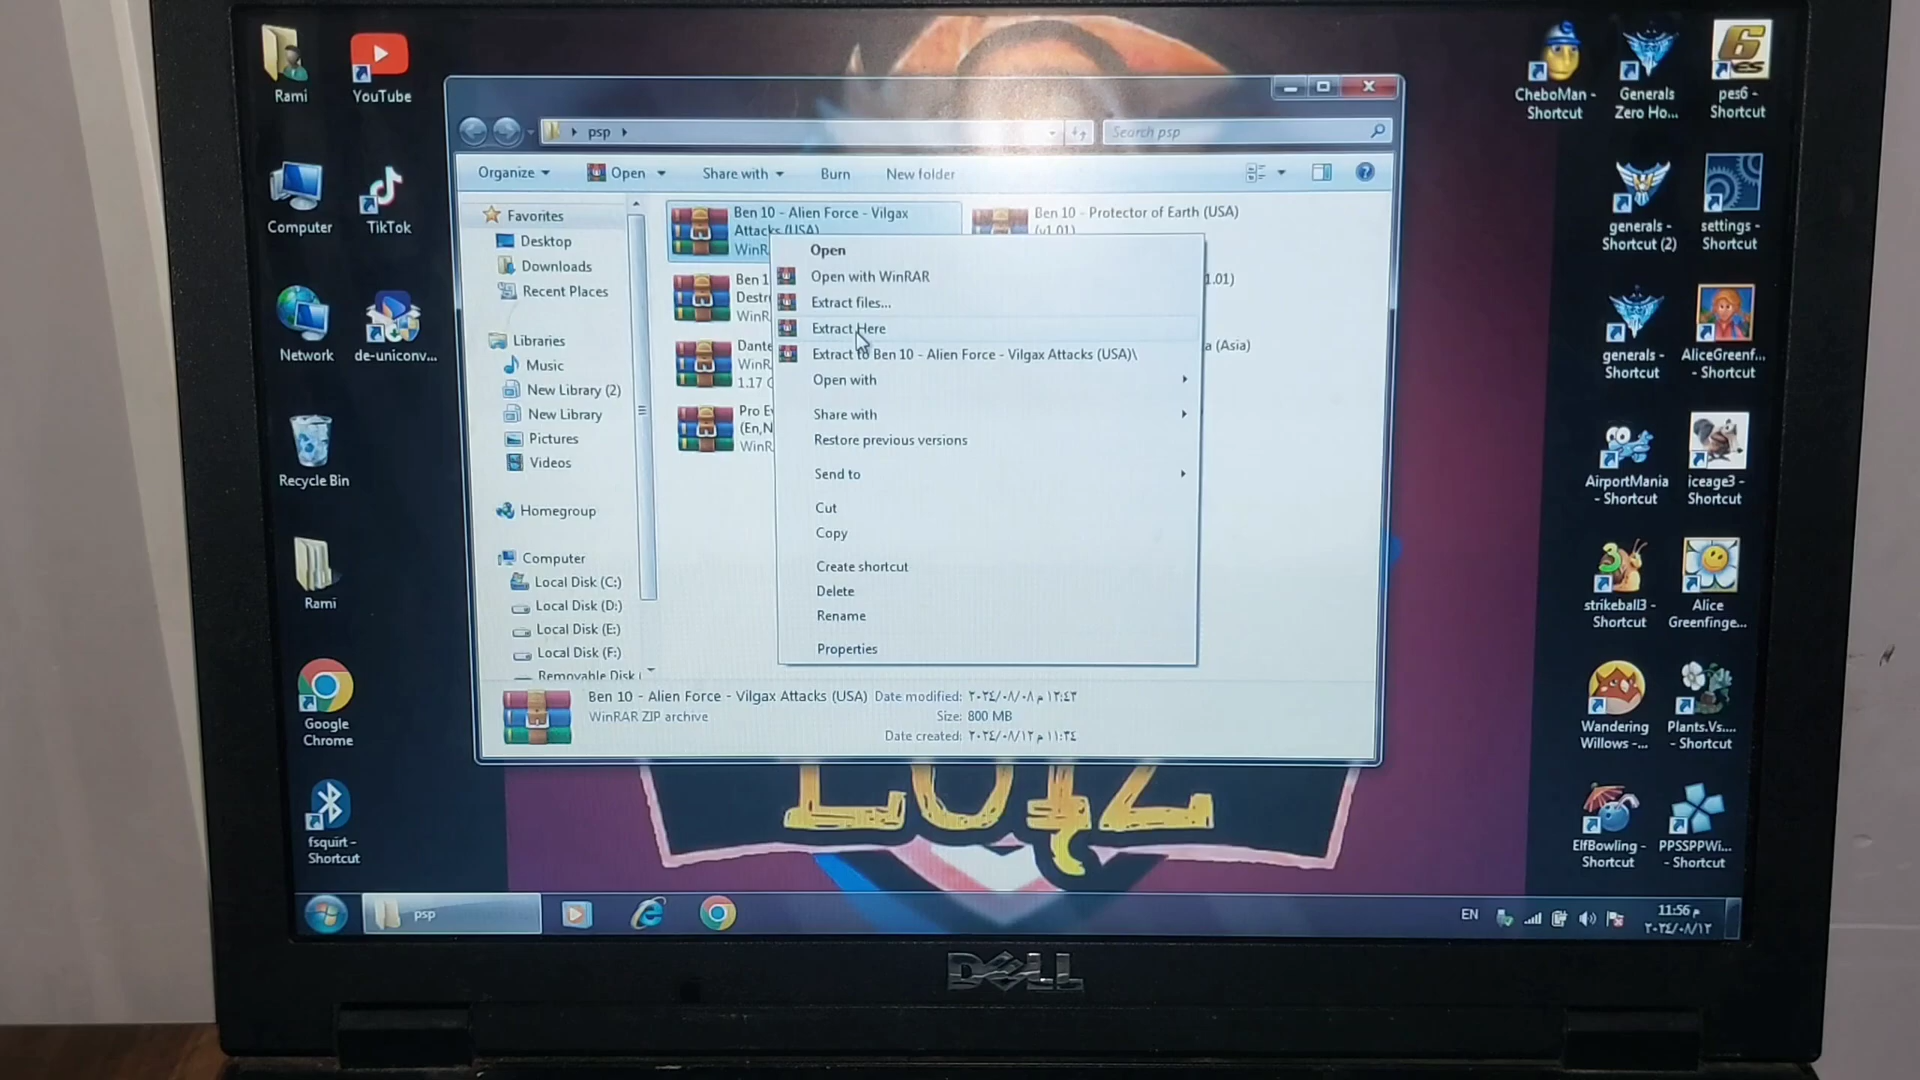 Rami
YouTube
CheboMan -
Shortcut
Generals
Zero Ho...
pes6 -
Shortcut
psp
Search psp
Organize
Open
Share with
Burn
New folder
Computer
TikTok
generals -
Shortcut (2)
settings -
Shortcut
Favorites
Desktop
Downloads
Recent Places
Libraries
Music
New Library (2)
New Library
Pictures
Videos
Homegroup
Computer
Local Disk (C:)
Local Disk (D:)
Local Disk (E:)
Local Disk (F:)
Removable Disk
Ben 10 - Alien Force - Vilgax
Attacks (USA)
WinR
Ben 10 - Protector of Earth (USA)
(v1.01)
Ben 1
Destr
WinR
1.01)
Dante
WinR
1.17
a (Asia)
Pro Ev
(En,N
WinR
Open
Open with WinRAR
Extract files...
Extract Here
Extract to Ben 10 - Alien Force - Vilgax Attacks (USA)\
Open with
Share with
Restore previous versions
Send to
Cut
Copy
Create shortcut
Delete
Rename
Properties
Ben 10 - Alien Force - Vilgax Attacks (USA)
Date modified: ٢٠٢٤/٠٨/٠٨ م ١٢:٤٣
WinRAR ZIP archive
Size: 800 MB
Date created: ٢٠٢٤/٠٨/١٢ م ١١:٣٤
Network
de-uniconv...
generals -
Shortcut
AliceGreenf...
- Shortcut
Recycle Bin
AirportMania
- Shortcut
iceage3 -
Shortcut
Rami
3
strikeball3 -
Shortcut
Alice
Greenfinge...
Google
Chrome
Wandering
Willows -...
Plants.Vs....
- Shortcut
fsquirt -
Shortcut
ElfBowling -
Shortcut
PPSSPPWi...
- Shortcut
psp
EN
11:56 م
٢٠٢٤/٠٨/١٢
DELL